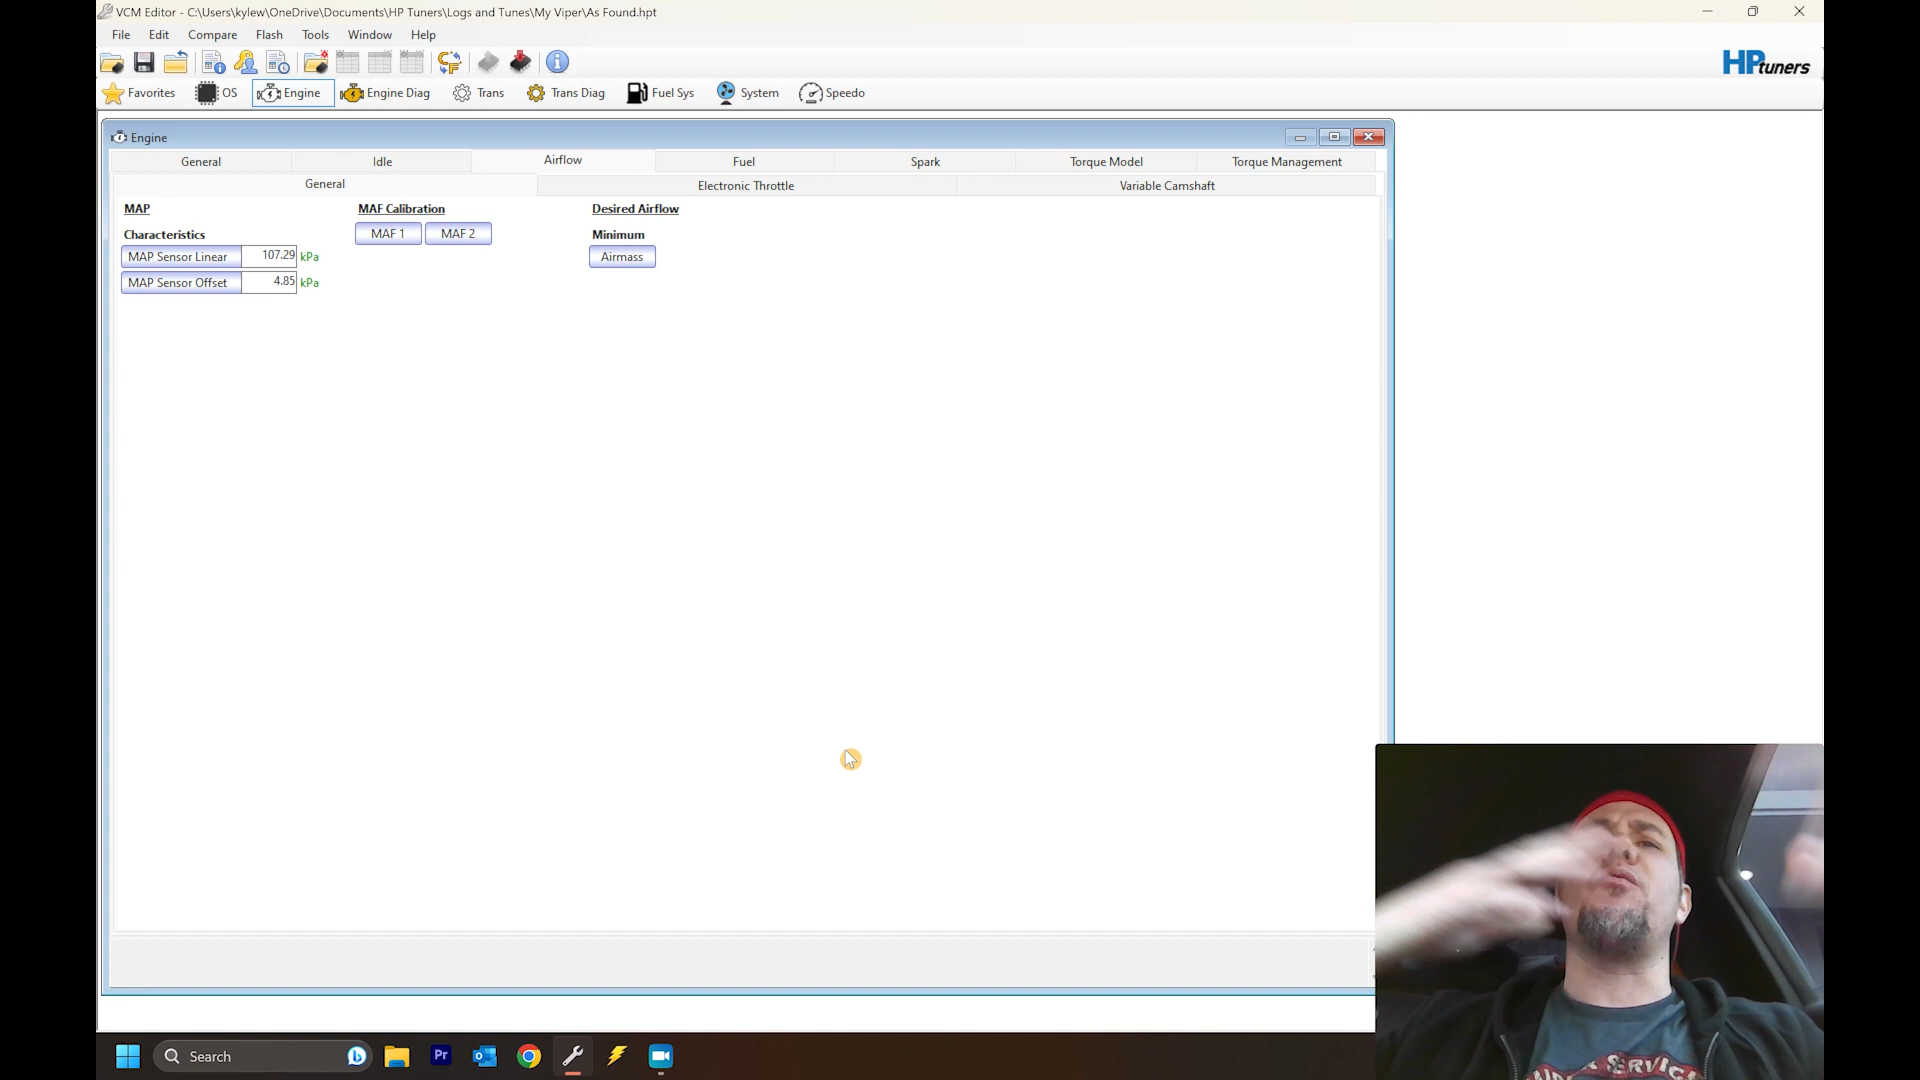 VCM Editor - C:\Users\kylew\OneDrive\Documents\HP Tuners\Logs and Tunes\My Viper\As Found.hpt
File Edit Compare Flash Tools Window Help
HPtuners
Favorites OS Engine Engine Diag Trans Trans Diag Fuel Sys System Speedo
Engine
General Idle Airflow Fuel Spark Torque Model Torque Management
General Electronic Throttle Variable Camshaft
MAP MAF Calibration Desired Airflow
Characteristics MAF 1 MAF 2 Minimum
MAP Sensor Linear 107.29 kPa Airmass
MAP Sensor Offset 4.85 kPa
Search Pr